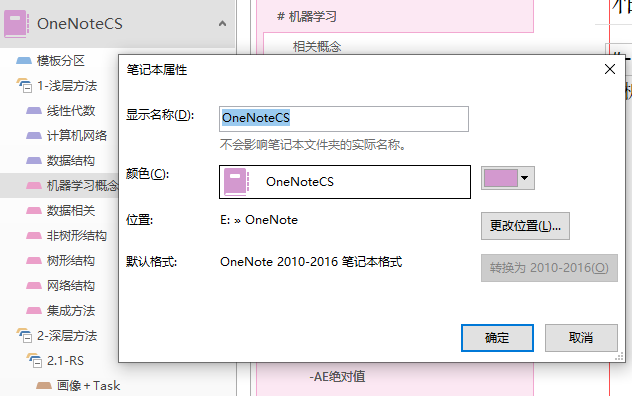 OneNoteCS
模板分区
1-浅层方法
线性代数
计算机网络
数据结构
机器学习概念
数据相关
非树形结构
树形结构
网络结构
集成方法
2-深层方法
2.1-RS
画像+Task
# 机器学习
相关概念
笔记本属性
显示名称(D):
OneNoteCS
不会影响笔记本文件夹的实际名称。
颜色(C):
OneNoteCS
位置:
E: » OneNote
更改位置(L)...
默认格式:
OneNote 2010-2016 笔记本格式
转换为 2010-2016(O)
确定
取消
-AE绝对值